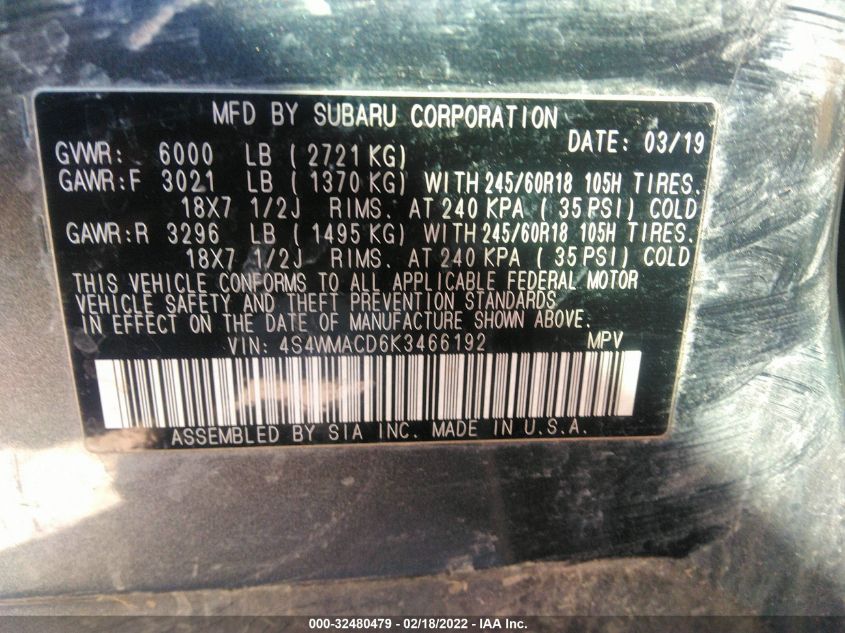 MFD BY SUBARU CORPORATION
DATE: 03/19
GVWR: 6000 LB ( 2721 KG)
GAWR:F 3021 LB ( 1370 KG) WITH 245/60R18 105H TIRES.
18X7 1/2J RIMS. AT 240 KPA ( 35 PSI) COLD
GAWR:R 3296 LB ( 1495 KG) WITH 245/60R18 105H TIRES.
18X7 1/2J RIMS. AT 240 KPA ( 35 PSI) COLD
THIS VEHICLE CONFORMS TO ALL APPLICABLE FEDERAL MOTOR
VEHICLE SAFETY AND THEFT PREVENTION STANDARDS
IN EFFECT ON THE DATE OF MANUFACTURE SHOWN ABOVE.
VIN: 4S4WMACD6K3466192 MPV
ASSEMBLED BY SIA INC. MADE IN U.S.A.
000-32480479 - 02/18/2022 - IAA Inc.